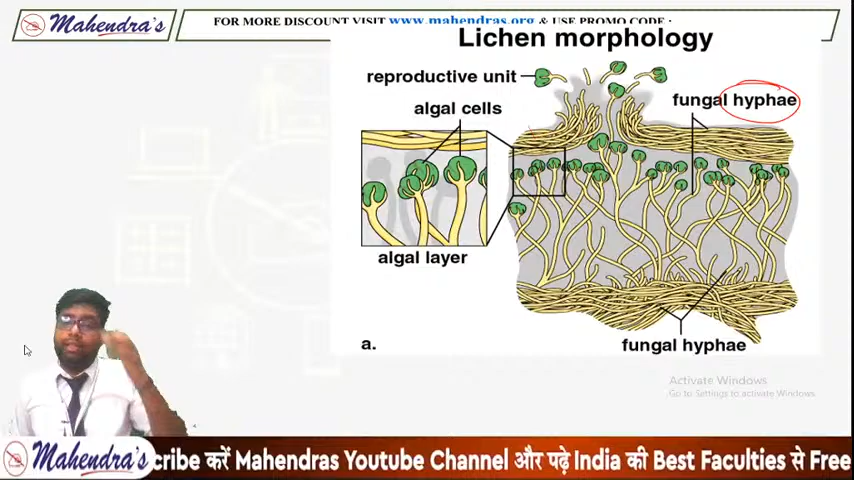 Mahendra's
FOR MORE DISCOUNT VISIT www.mahendras.org & USE PROMO CODE :
Lichen morphology
reproductive unit
algal cells
fungal hyphae
algal layer
fungal hyphae
a.
Activate Windows
Go to Settings to activate Windows.
Mahendra's
cribe करें Mahendras Youtube Channel और पढ़े India की Best Faculties से Free